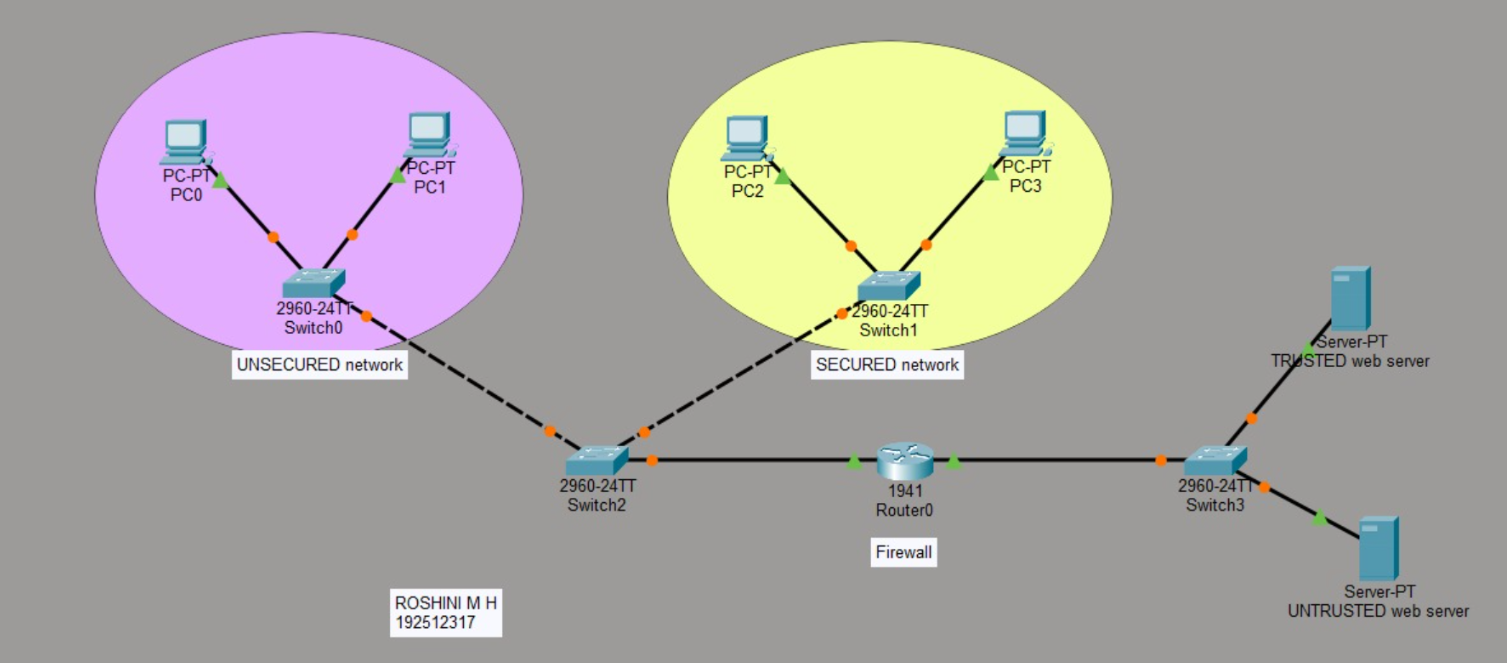 PC-PT
PC0
PC-PT
PC1
2960-24TT
Switch0
UNSECURED network
PC-PT
PC2
PC-PT
PC3
2960-24TT
Switch1
SECURED network
2960-24TT
Switch2
1941
Router0
Firewall
2960-24TT
Switch3
Server-PT
TRUSTED web server
Server-PT
UNTRUSTED web server
ROSHINI M H
192512317